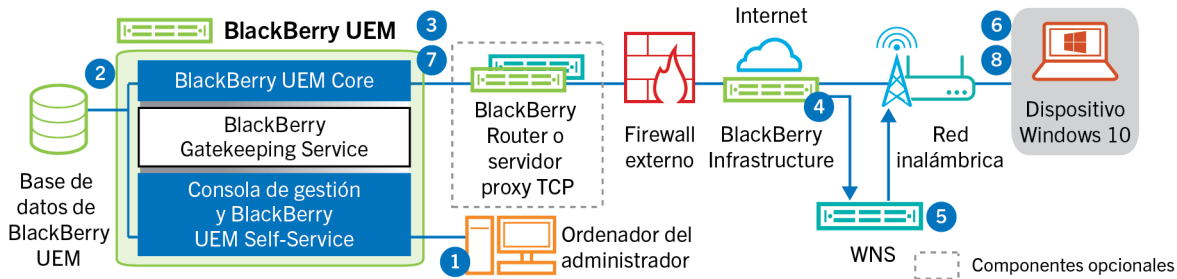 BlackBerry UEM
3
Internet
6
2
BlackBerry UEM Core
7
8
BlackBerry
Gatekeeping Service
BlackBerry
Router o
servidor
proxy TCP
Firewall
externo
4
BlackBerry
Infrastructure
Red
inalámbrica
Dispositivo
Windows 10
Base de
datos de
BlackBerry
UEM
Consola de gestión
y BlackBerry
UEM Self-Service
1
Ordenador del
administrador
5
WNS
Componentes opcionales